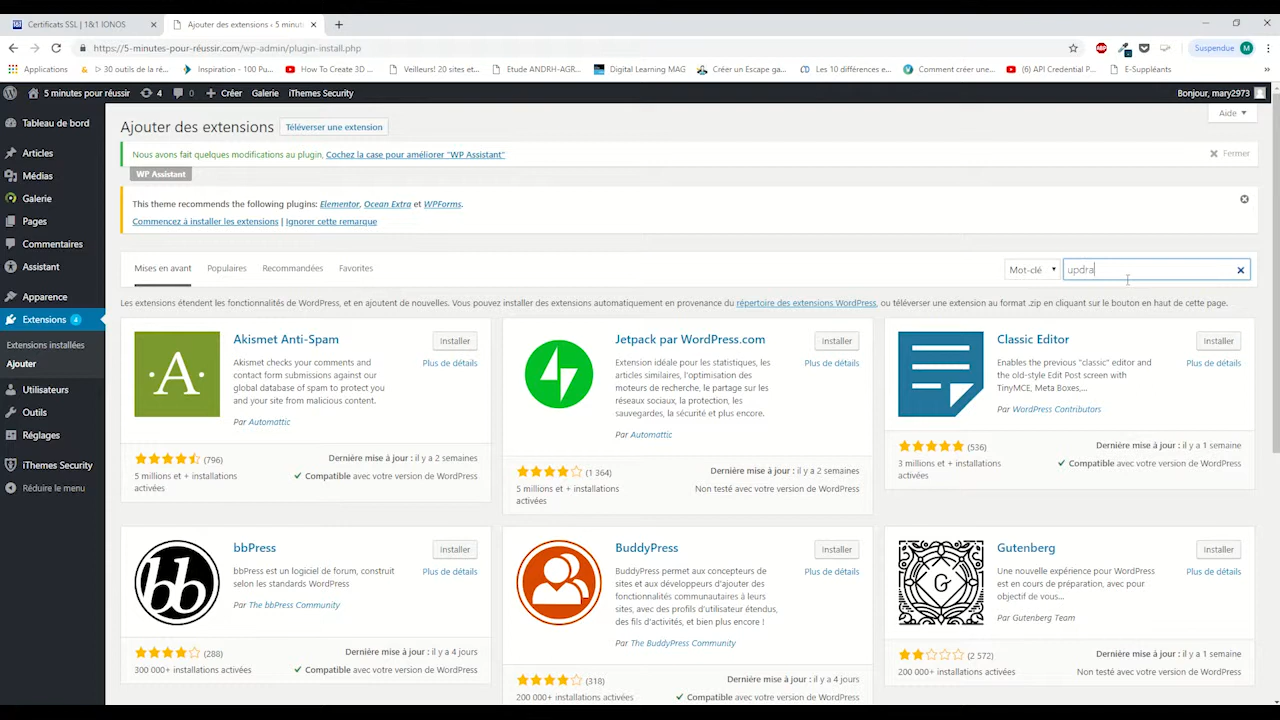 Certificats SSL | 1&1 IONOS
Ajouter des extensions ‹ 5 minut
https://5-minutes-pour-réussir.com/wp-admin/plugin-install.php
Suspendue M
Applications
> 30 outils de la ré...
Inspiration - 100 Pu...
How To Create 3D ...
Veilleurs! 20 sites et...
Etude ANDRH-AGR...
Digital Learning MAG
Créer un Escape ga...
Les 10 différences e...
Comment créer une...
(6) API Credential P...
E-Suppléants
5 minutes pour réussir
4
0
Créer
Galerie
iThemes Security
Bonjour, mary2973
Tableau de bord
Articles
Médias
Galerie
Pages
Commentaires
Assistant
Apparence
Extensions 4
Extensions installées
Ajouter
Utilisateurs
Outils
Réglages
iThemes Security
Réduire le menu
Aide
Ajouter des extensions
Téléverser une extension
Nous avons fait quelques modifications au plugin, Cochez la case pour améliorer "WP Assistant"
Fermer
WP Assistant
This theme recommends the following plugins: Elementor, Ocean Extra et WPForms.
Commencez à installer les extensions | Ignorer cette remarque
Mises en avant
Populaires
Recommandées
Favorites
Mot-clé
updra
Les extensions étendent les fonctionnalités de WordPress, et en ajoutent de nouvelles. Vous pouvez installer des extensions automatiquement en provenance du répertoire des extensions WordPress, ou téléverser une extension au format .zip en cliquant sur le bouton en haut de cette page.
A
Akismet Anti-Spam
Installer
Plus de détails
Akismet checks your comments and
contact form submissions against our
global database of spam to protect you
and your site from malicious content.
Par Automattic
(796)
5 millions et + installations
activées
Dernière mise à jour : il y a 2 semaines
Compatible avec votre version de WordPress
Jetpack par WordPress.com
Installer
Plus de détails
Extension idéale pour les statistiques, les
articles similaires, l'optimisation des
moteurs de recherche, le partage sur les
réseaux sociaux, la protection, les
sauvegardes, la sécurité et plus encore.
Par Automattic
(1 364)
5 millions et + installations
activées
Dernière mise à jour : il y a 2 semaines
Non testé avec votre version de WordPress
Classic Editor
Installer
Plus de détails
Enables the previous "classic" editor and
the old-style Edit Post screen with
TinyMCE, Meta Boxes,...
Par WordPress Contributors
(536)
3 millions et + installations
activées
Dernière mise à jour : il y a 1 semaine
Compatible avec votre version de WordPress
bb
bbPress
Installer
Plus de détails
bbPress est un logiciel de forum, construit
selon les standards WordPress
Par The bbPress Community
(288)
300 000+ installations activées
Dernière mise à jour : il y a 4 jours
Compatible avec votre version de WordPress
BuddyPress
Installer
Plus de détails
BuddyPress permet aux concepteurs de
sites et aux développeurs d'ajouter des
fonctionnalités communautaires à leurs
sites, avec des profils d'utilisateur étendus,
des fils d'activités, et bien plus encore !
Par The BuddyPress Community
(318)
200 000+ installations activées
Dernière mise à jour : il y a 4 jours
Compatible avec votre version de WordPress
G
Gutenberg
Installer
Plus de détails
Une nouvelle expérience pour WordPress
est en cours de préparation, avec pour
objectif de vous...
Par Gutenberg Team
(2 572)
200 000+ installations activées
Dernière mise à jour : il y a 1 semaine
Non testé avec votre version de WordPress